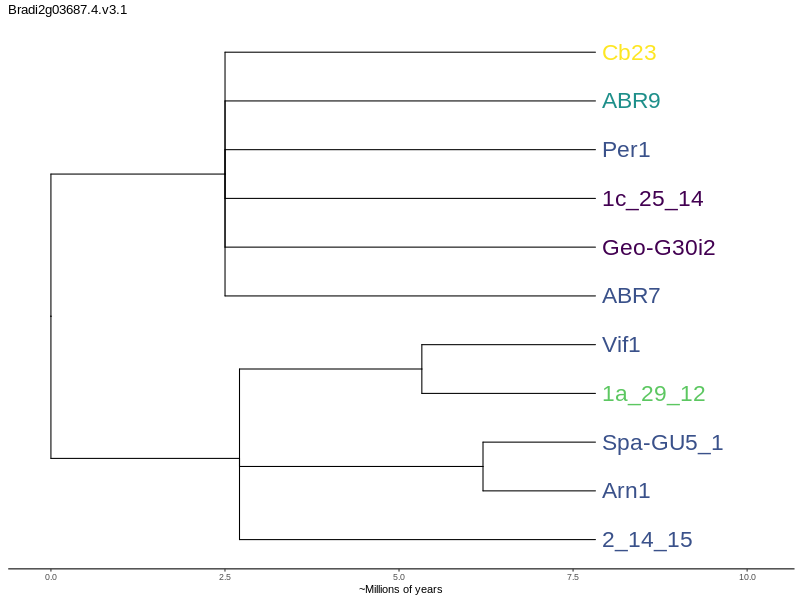 Bradi2g03687.4.v3.1
Cb23
ABR9
Per1
1c_25_14
Geo-G30i2
ABR7
Vif1
1a_29_12
Spa-GU5_1
Arn1
2_14_15
0.0 2.5 5.0 7.5 10.0
~Millions of years